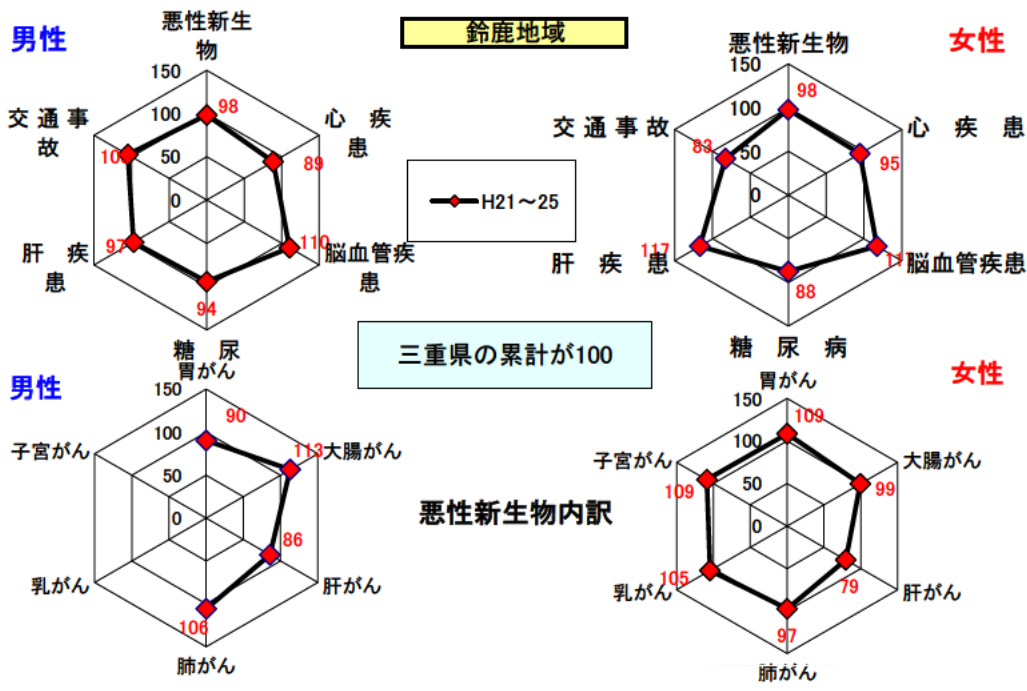 鈴鹿地域
男性
悪性新生
物
150
100
50
0
98
心 疾
患
89
110
脳血管疾
患
94
糖 尿
97
肝 疾
患
交 通 事
故
H21～25
女性
悪性新生物
150
100
50
0
98
心 疾 患
95
脳血管疾患
88
糖 尿 病
117
肝 疾 患
83
交通事故
三重県の累計が100
悪性新生物内訳
男性
胃がん
150
100
50
0
90
113
大腸がん
86
肝がん
106
肺がん
乳がん
子宮がん
女性
胃がん
150
100
50
0
109
大腸がん
99
79
肝がん
97
肺がん
105
乳がん
109
子宮がん